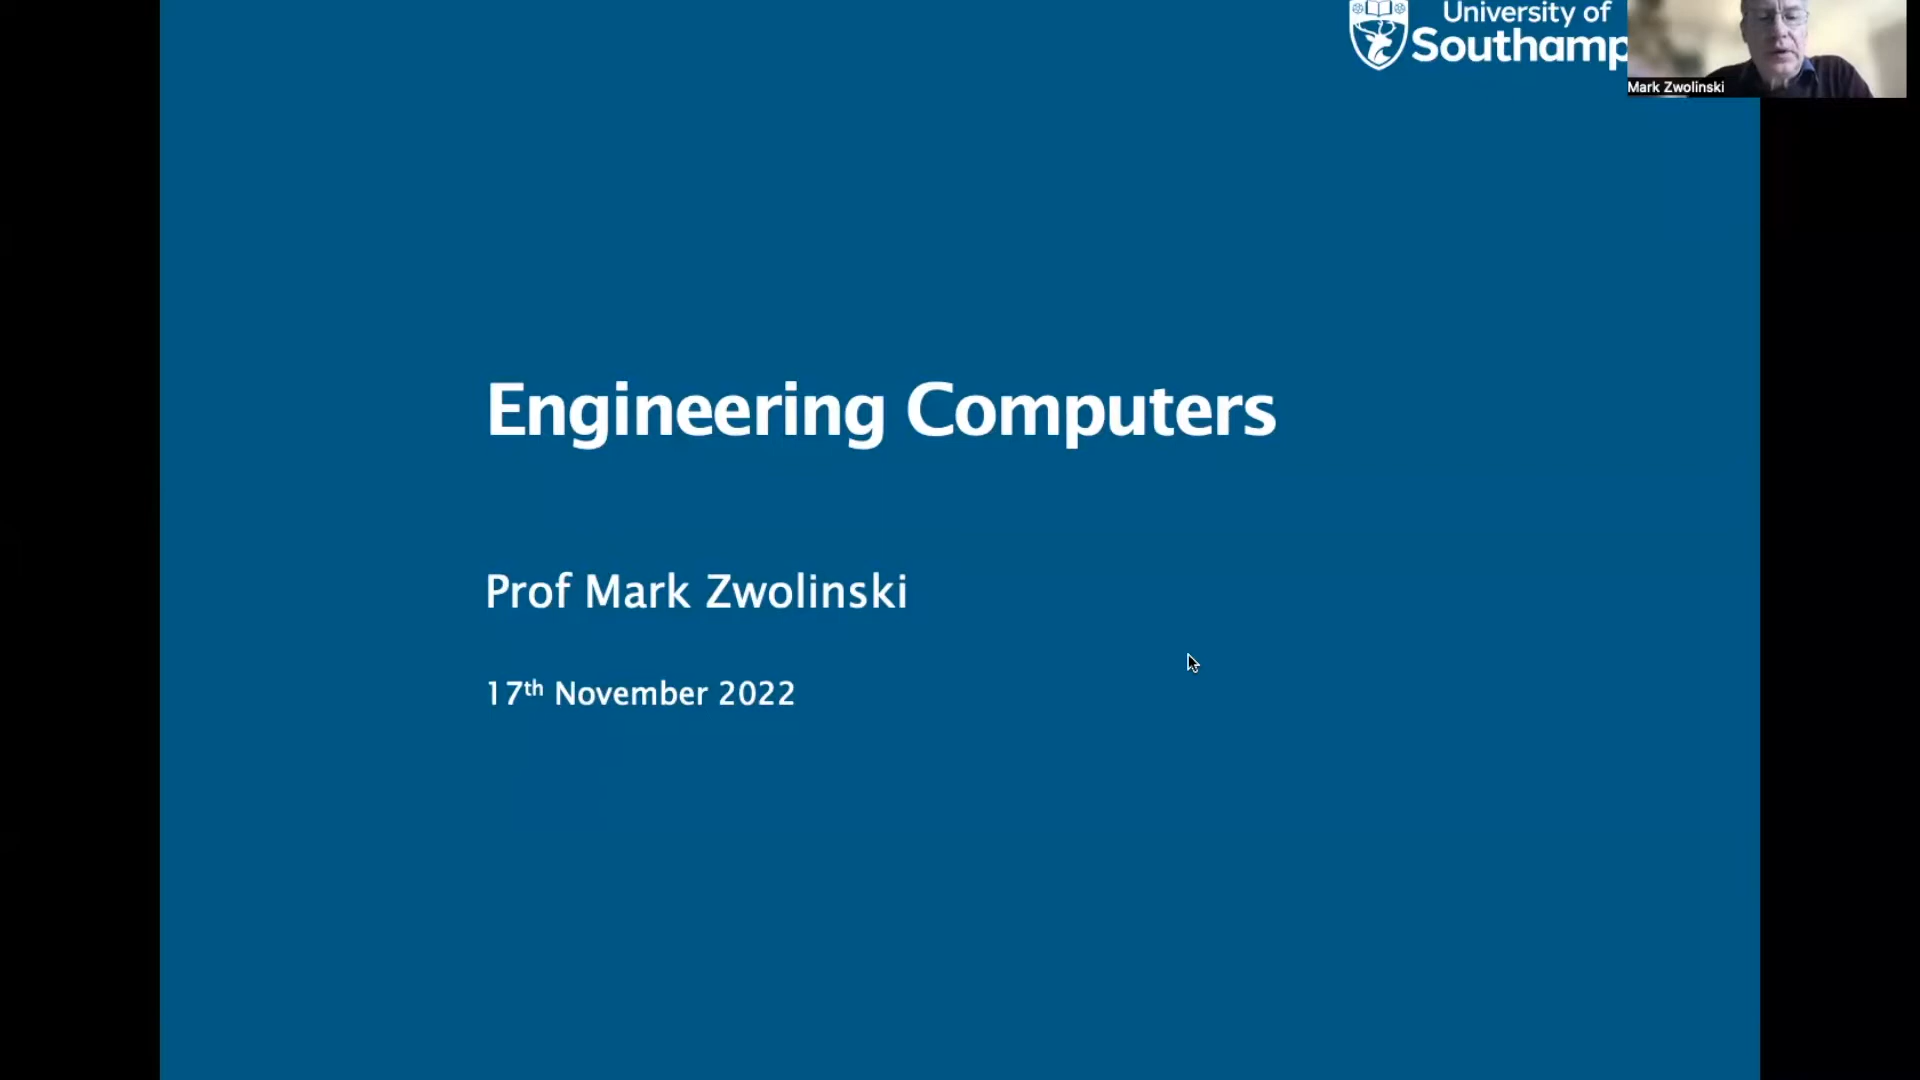 University of
Southamp
Mark Zwolinski
Engineering Computers
Prof Mark Zwolinski
17th November 2022